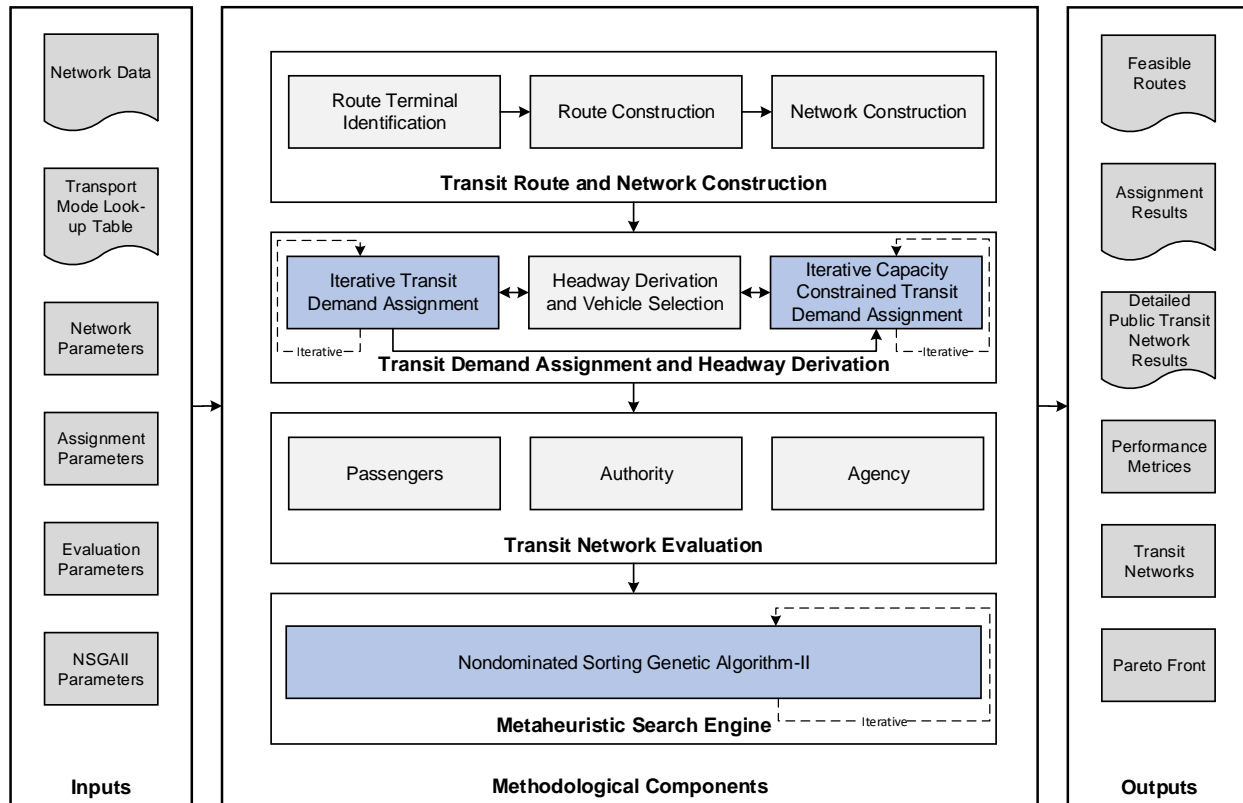 Network Data
Transport
Mode Look-
up Table
Network
Parameters
Assignment
Parameters
Evaluation
Parameters
NSGAII
Parameters
Inputs
Route Terminal
Identification
Route Construction
Network Construction
Transit Route and Network Construction
Iterative Transit
Demand Assignment
Headway Derivation
and Vehicle Selection
Iterative Capacity
Constrained Transit
Demand Assignment
Iterative
Iterative
Transit Demand Assignment and Headway Derivation
Passengers
Authority
Agency
Transit Network Evaluation
Nondominated Sorting Genetic Algorithm-II
Iterative
Metaheuristic Search Engine
Methodological Components
Feasible
Routes
Assignment
Results
Detailed
Public Transit
Network
Results
Performance
Metrices
Transit
Networks
Pareto Front
Outputs